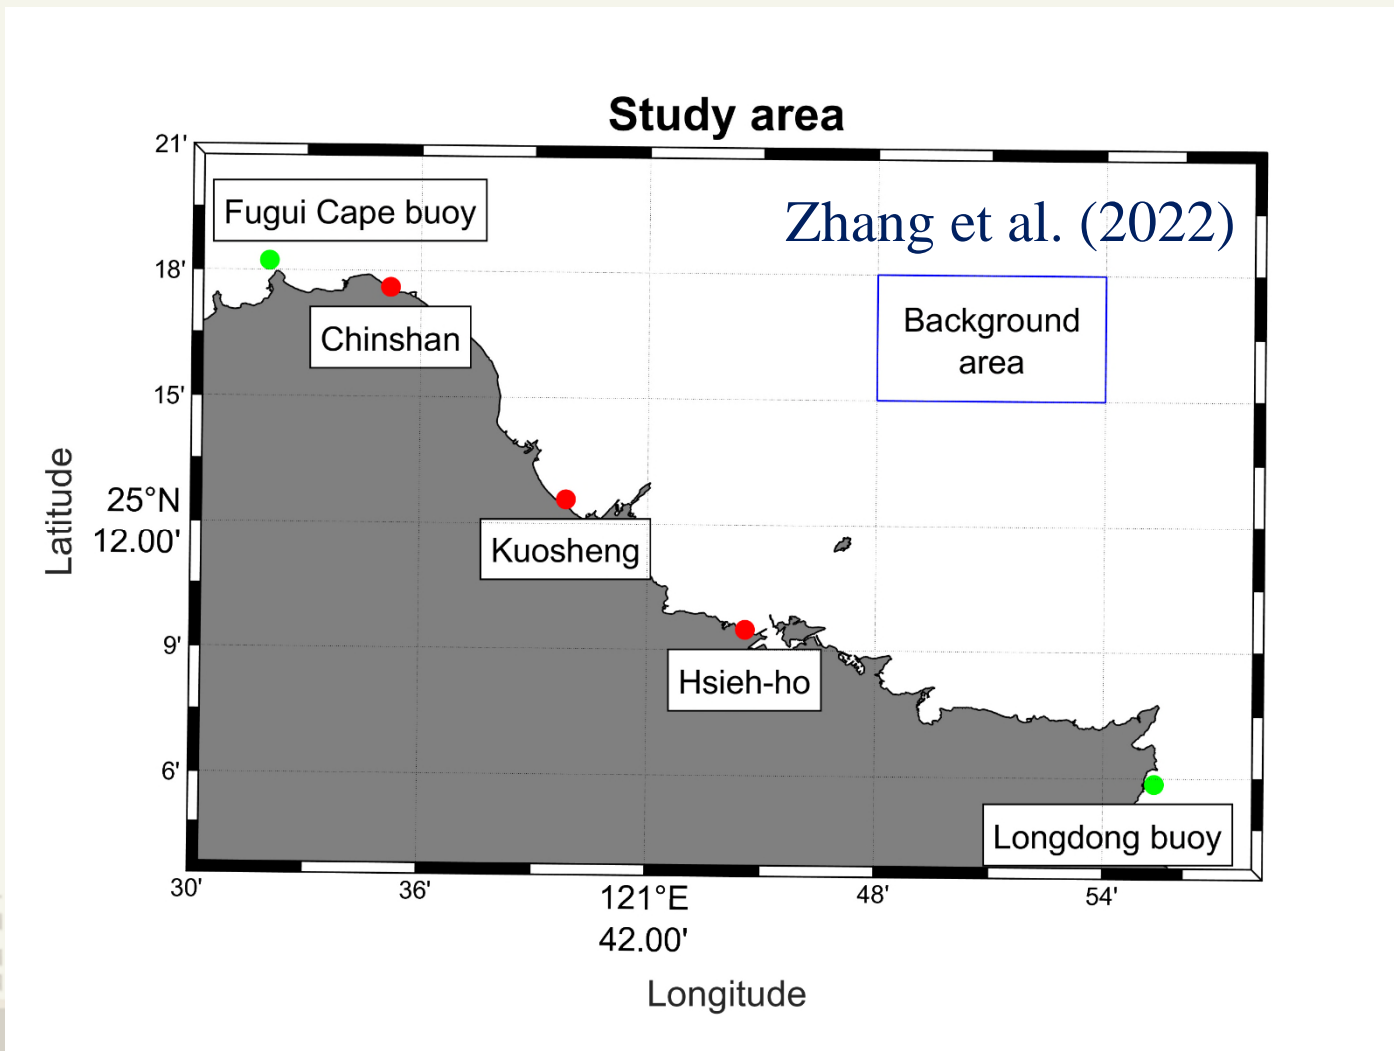 Study area
21'
Fugui Cape buoy
Zhang et al. (2022)
18'
Chinshan
Background
area
15'
Latitude
25°N
12.00'
Kuosheng
9'
Hsieh-ho
6'
Longdong buoy
30'
36'
121°E
42.00'
48'
54'
Longitude